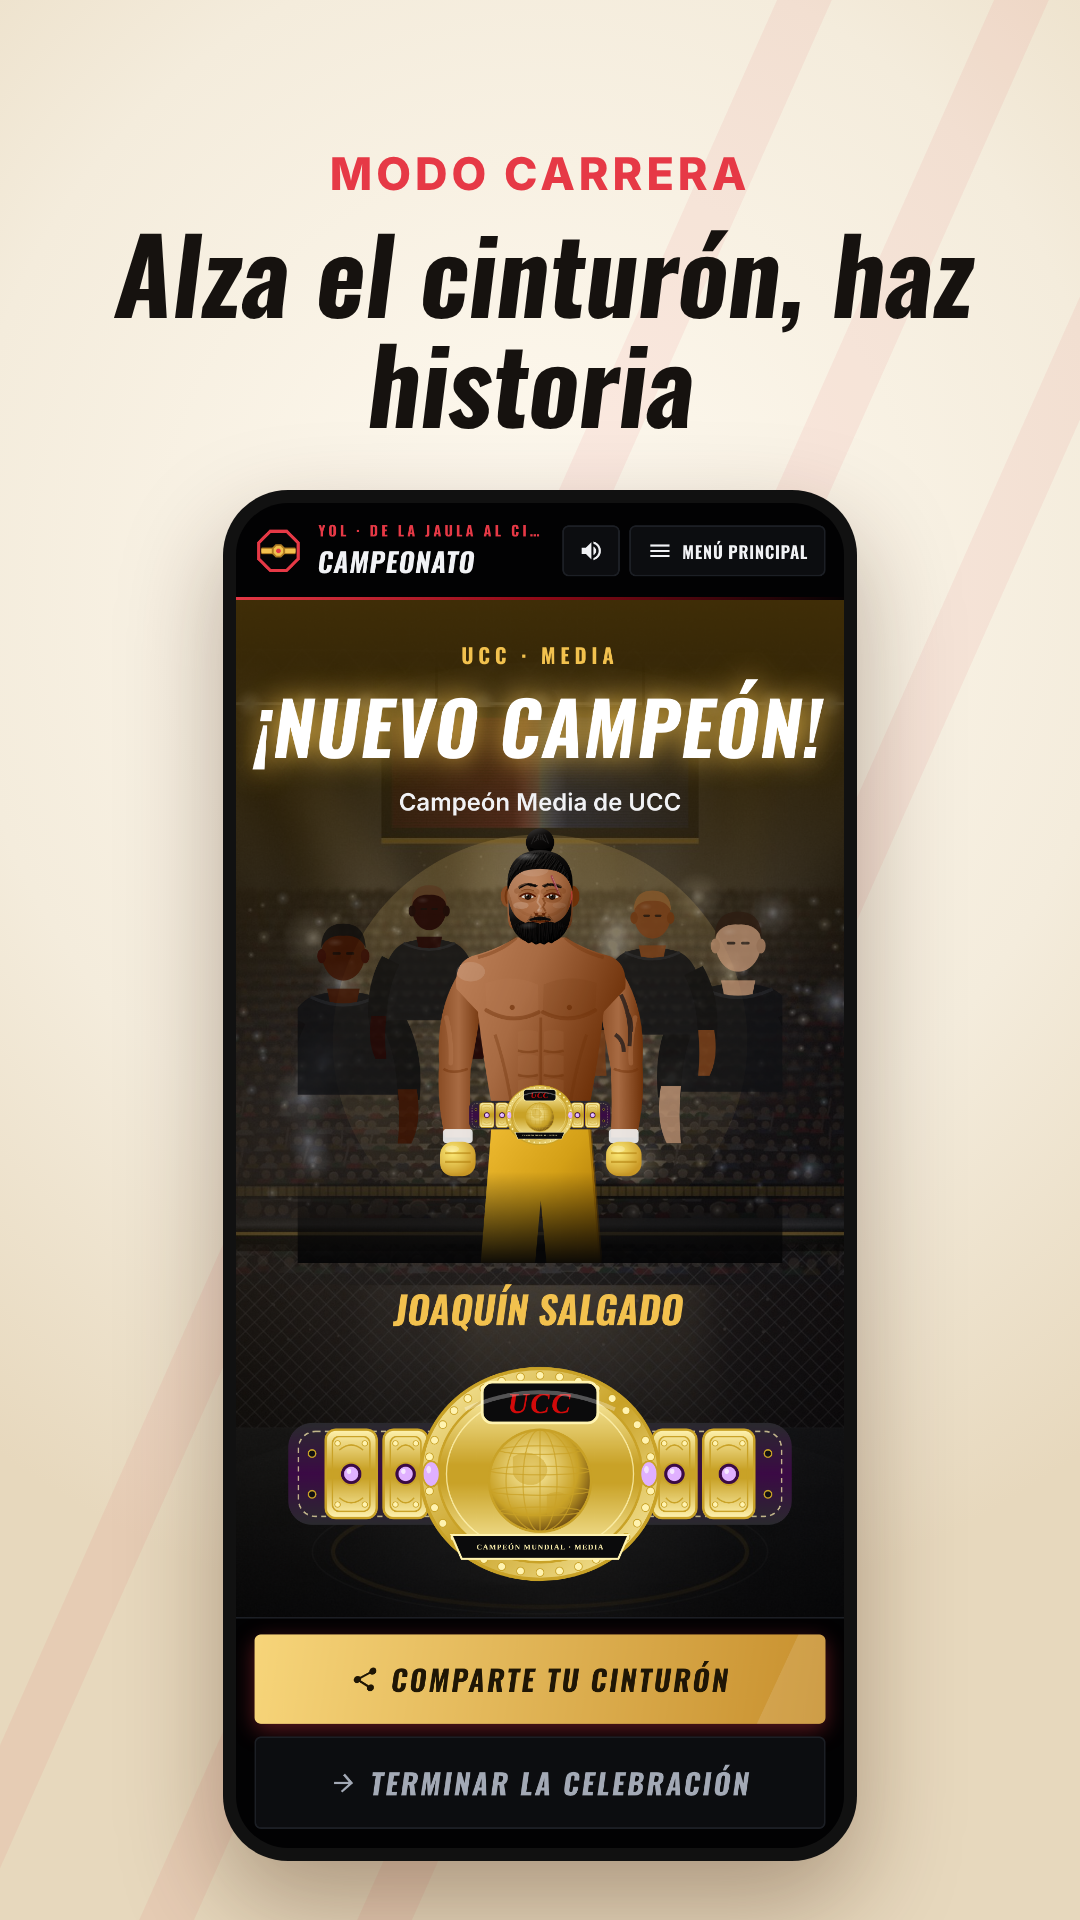 MODO CARRERA
Alza el cinturón, haz
historia
YOL · DE LA JAULA AL CI...
CAMPEONATO
MENÚ PRINCIPAL
UCC · MEDIA
¡NUEVO CAMPEÓN!
Campeón Media de UCC
UCC
JOAQUÍN SALGADO
UCC
CAMPEÓN MUNDIAL · MEDIA
COMPARTE TU CINTURÓN
TERMINAR LA CELEBRACIÓN